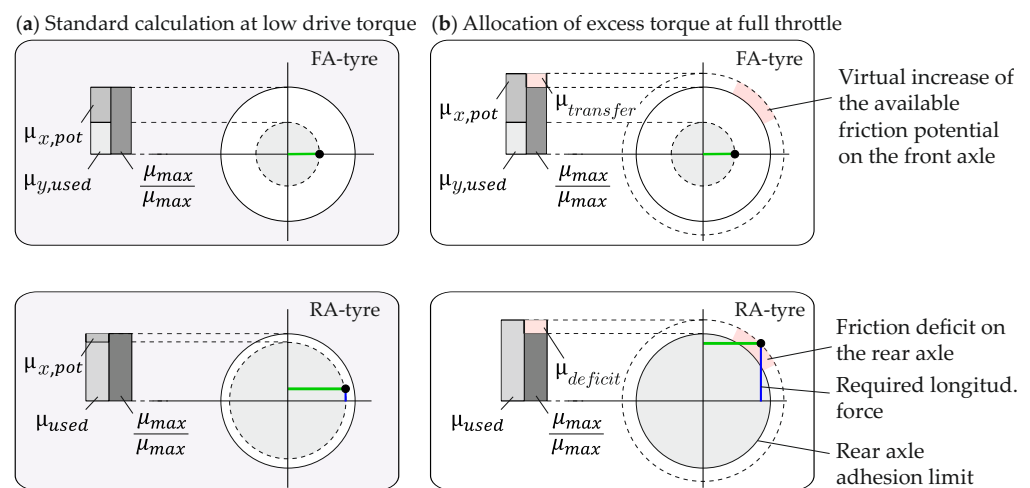 (a) Standard calculation at low drive torque
(b) Allocation of excess torque at full throttle
FA-tyre
μx,pot
μy,used
μmax
μmax
FA-tyre
μx,pot
μtransfer
μy,used
μmax
μmax
Virtual increase of
the available
friction potential
on the front axle
RA-tyre
μx,pot
μused
μmax
μmax
RA-tyre
μdeficit
μused
μmax
μmax
Friction deficit on
the rear axle
Required longitud.
force
Rear axle
adhesion limit